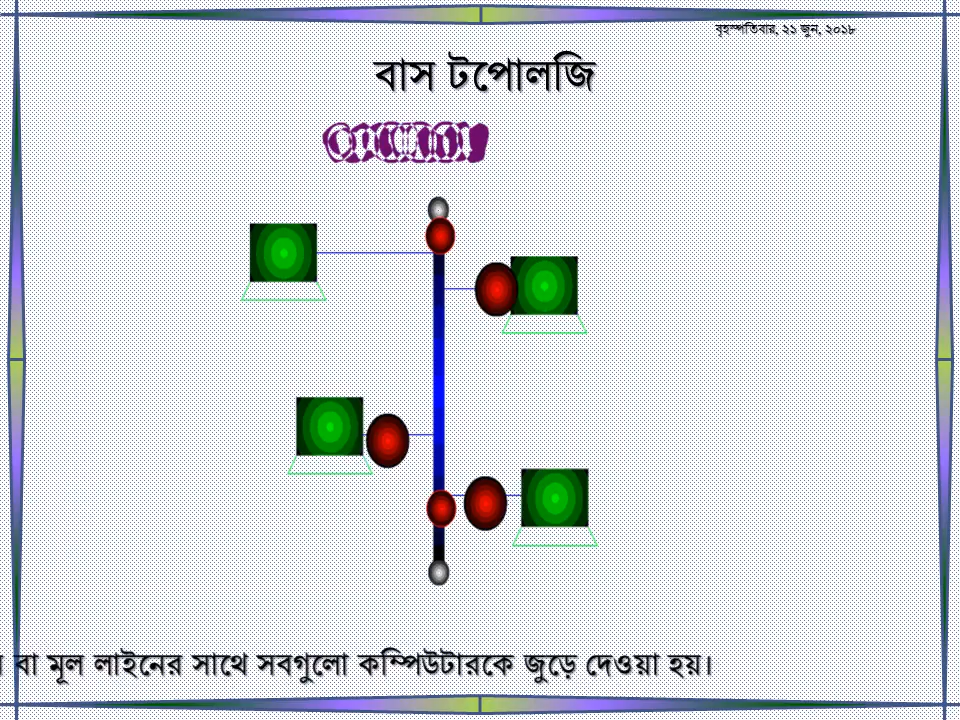 বৃহস্পতিবার, ২১ জুন, ২০১৮
বাস টপোলজি
বা মূল লাইনের সাথে সবগুলো কম্পিউটারকে জুড়ে দেওয়া হয়।